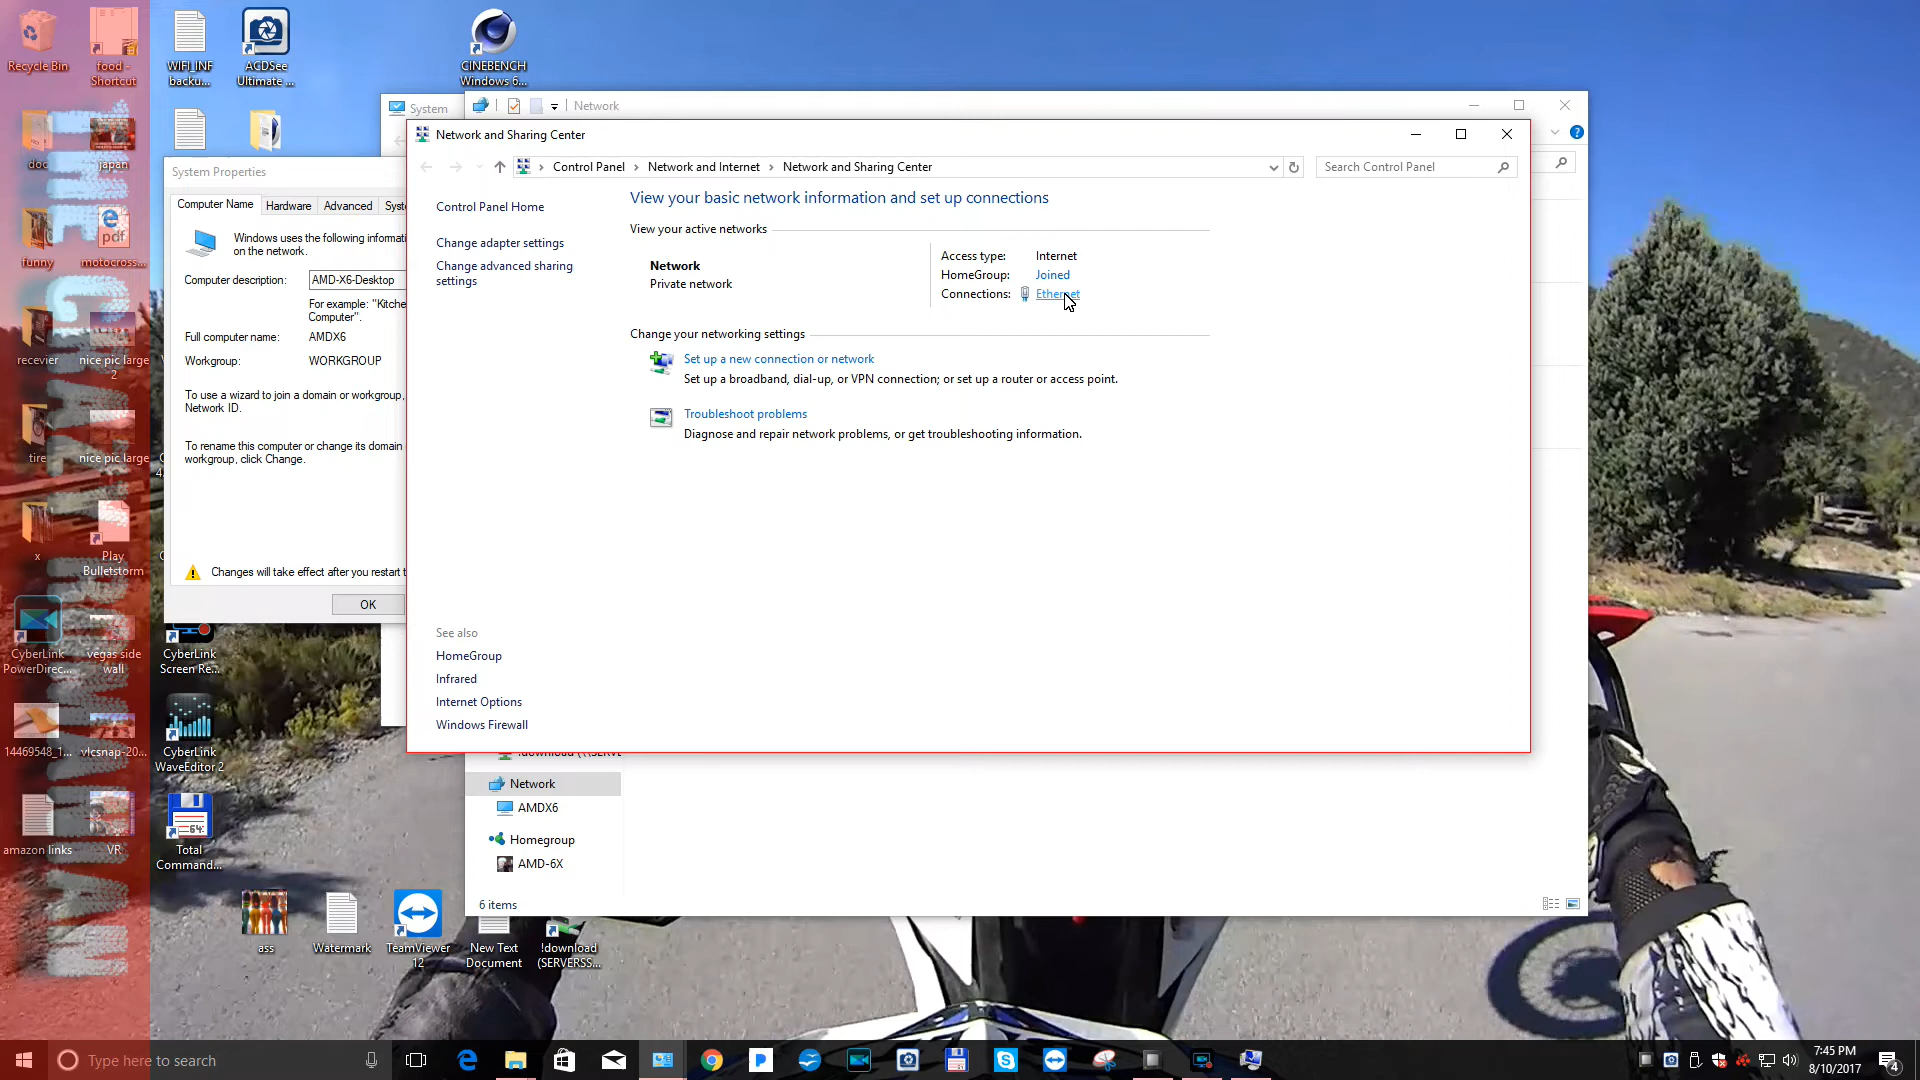 Recycle Bin
food - Shortcut
WIFI_INF backu...
ACDSee Ultimate ...
CINEBENCH Windows 6...
doc
japan
funny
pdf
motocross...
recevier
nice pic large 2
tire
nice pic large
x
Play Bulletstorm
CyberLink PowerDirec...
vegas side wall
CyberLink Screen Re...
14469548_1...
vlcsnap-20...
CyberLink WaveEditor 2
amazon links
VR
64
Total Comman­d...
ass
Watermark
TeamViewer 12
New Text Document
!download (SERVERSS...
System
Network
System Properties
Computer Name
Hardware
Advanced
Windows uses the following informati
on the network.
Computer description:
AMD-X6-Desktop
For example: "Kitche
Computer".
Full computer name:
AMDX6
Workgroup:
WORKGROUP
To use a wizard to join a domain or workgroup,
Network ID.
To rename this computer or change its domain
workgroup, click Change.
Changes will take effect after you restart t
OK
Network and Sharing Center
Control Panel
Network and Internet
Network and Sharing Center
Search Control Panel
Control Panel Home
Change adapter settings
Change advanced sharing
settings
View your basic network information and set up connections
View your active networks
Network
Private network
Access type:
Internet
HomeGroup:
Joined
Connections:
Ethernet
Change your networking settings
Set up a new connection or network
Set up a broadband, dial-up, or VPN connection; or set up a router or access point.
Troubleshoot problems
Diagnose and repair network problems, or get troubleshooting information.
See also
HomeGroup
Infrared
Internet Options
Windows Firewall
Network
AMDX6
Homegroup
AMD-6X
6 items
Type here to search
7:45 PM
8/10/2017
4